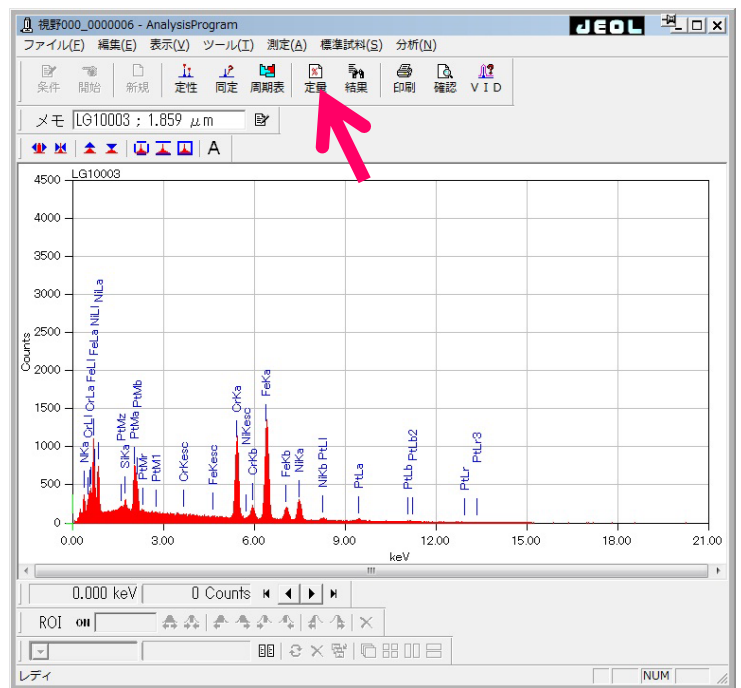 視野000_0000006 - AnalysisProgram
JEOL
ファイル(F) 編集(E) 表示(V) ツール(T) 測定(A) 標準試料(S) 分析(N)
条件 開始 新規 定性 同定 周期表 定量 結果 印刷 確認 VID
メモ LG10003 ; 1.859 μm
A
LG10003
4500
4000
3500
3000
2500
2000
1500
1000
500
0
Counts
NKa CrLl CrLa FeLl FeLa NiLl NiLa
SiKa PtMz PtMa PtMb
PtMr PtM1 CrKesc FeKesc CrKa NiKesc CrKb FeKa FeKb NiKa NiKb PtLl PtLa PtLb PtLb2 PtLr PtLr3
0.00 3.00 6.00 9.00 12.00 15.00 18.00 21.00
keV
0.000 keV 0 Counts
ROI ON
レディ NUM